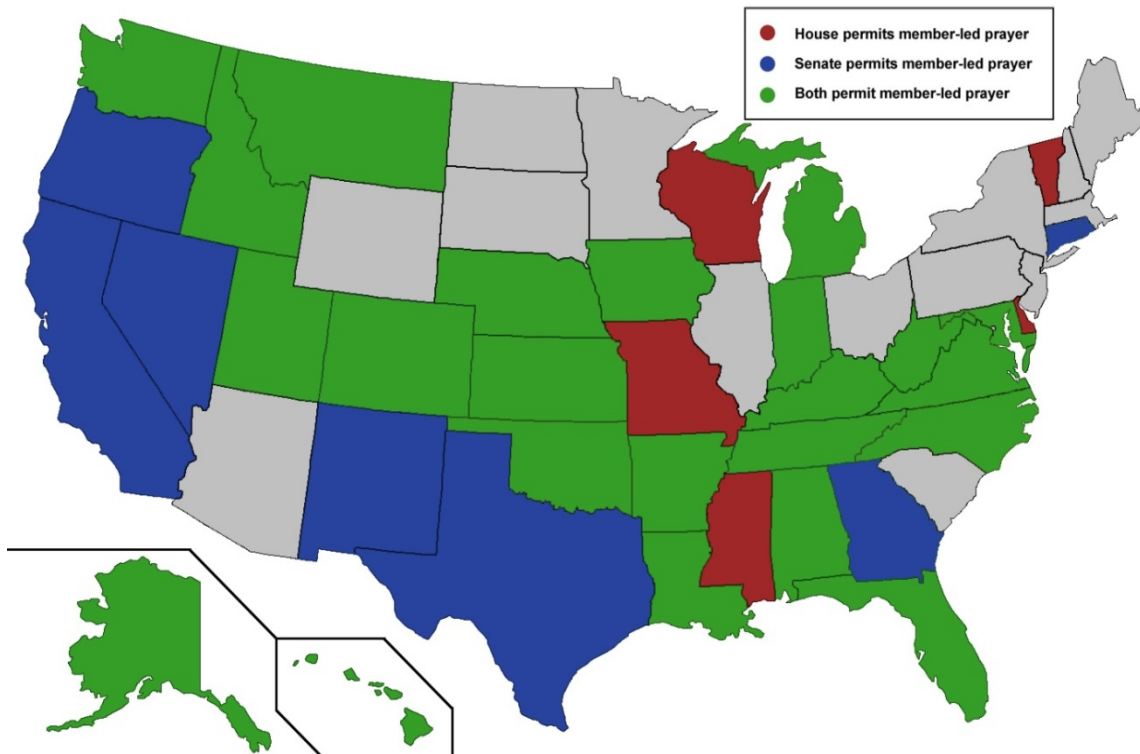 House permits member-led prayer
Senate permits member-led prayer
Both permit member-led prayer